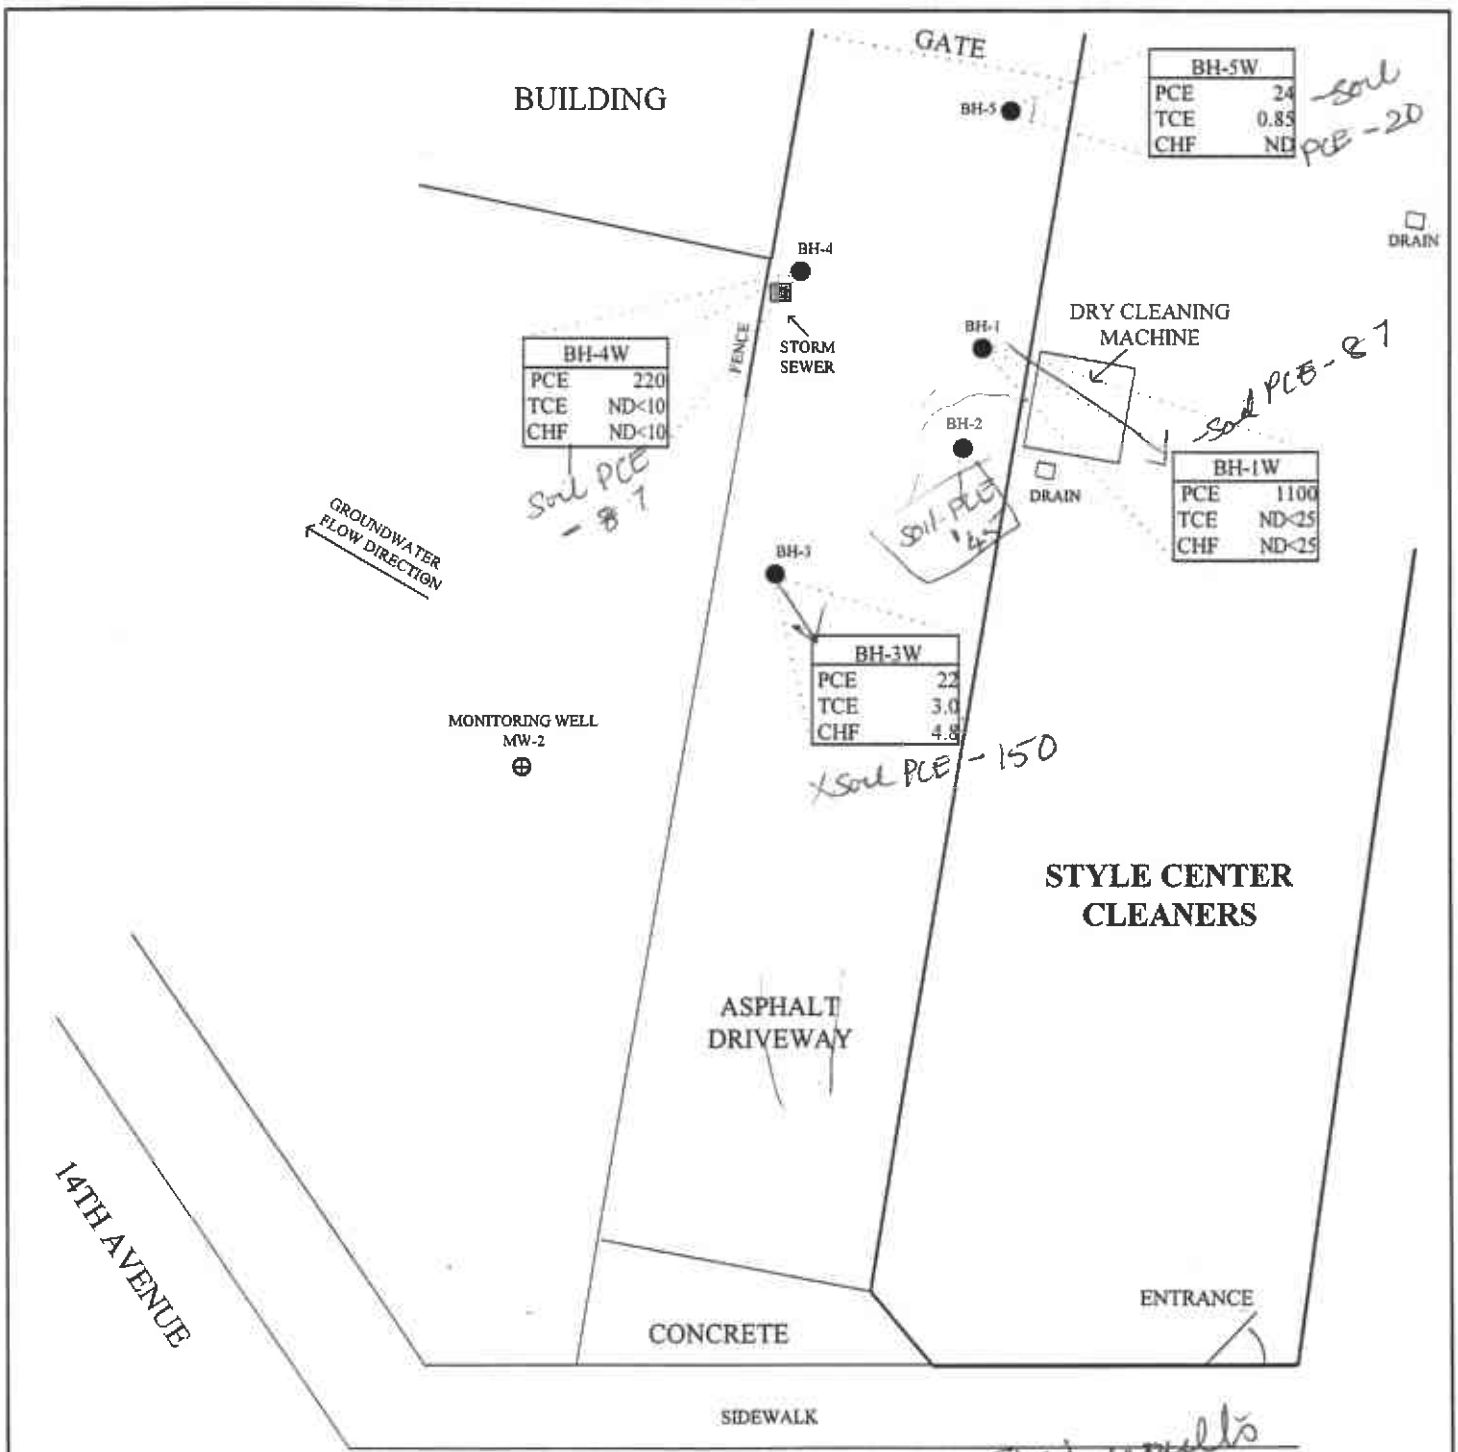 GATE
BUILDING
BH-5
BH-5W
PCE 24
TCE 0.85
CHF ND
-soil
PCE - 20
DRAIN
BH-4
STORM
SEWER
FENCE
BH-4W
PCE 220
TCE ND<10
CHF ND<10
Soil PCE
- 87
BH-1
DRY CLEANING
MACHINE
-Soil PCE - 87
BH-1W
PCE 1100
TCE ND<25
CHF ND<25
BH-2
DRAIN
Soil-PCE
45
GROUNDWATER
FLOW DIRECTION
BH-3
BH-3W
PCE 22
TCE 3.0
CHF 4.8
Soil PCE - 150
MONITORING WELL
MW-2
STYLE CENTER
CLEANERS
ASPHALT
DRIVEWAY
14TH AVENUE
ENTRANCE
CONCRETE
SIDEWALK
results